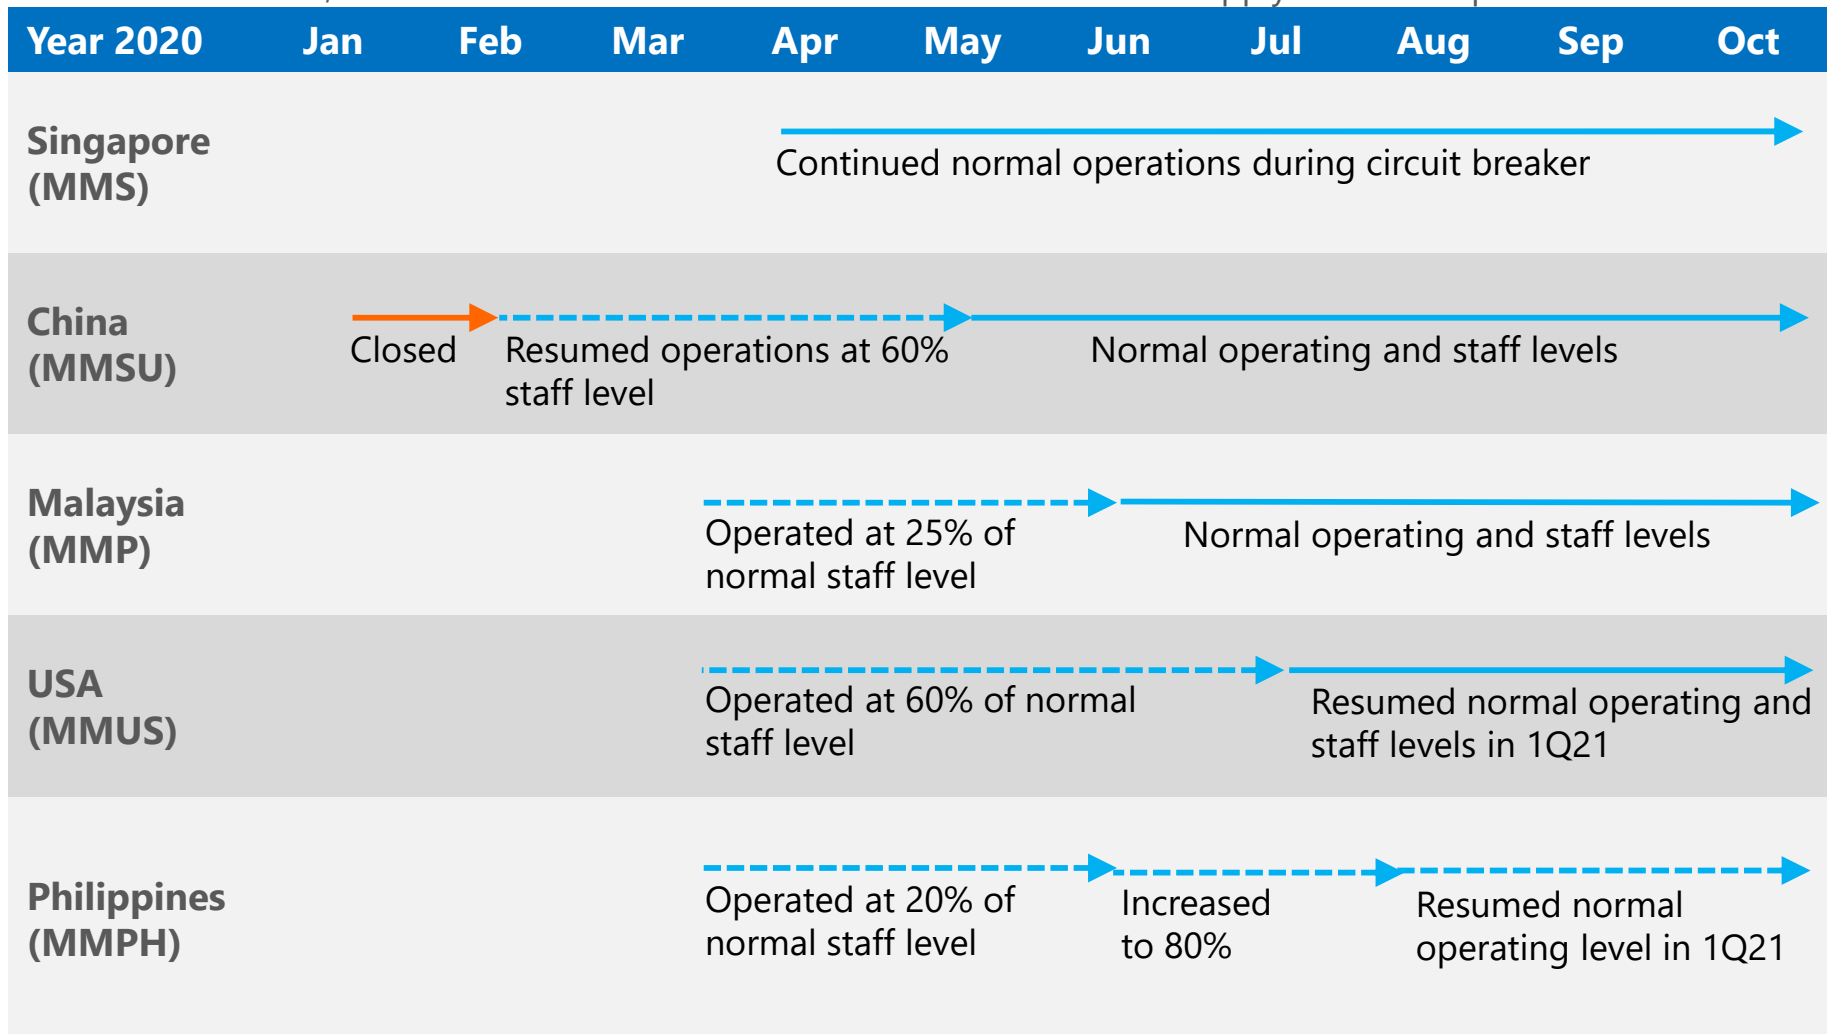 Year 2020 Jan Feb Mar Apr May Jun Jul Aug Sep Oct
Singapore
(MMS)
Continued normal operations during circuit breaker
China
(MMSU)
Closed
Resumed operations at 60%
staff level
Normal operating and staff levels
Malaysia
(MMP)
Operated at 25% of
normal staff level
Normal operating and staff levels
USA
(MMUS)
Operated at 60% of normal
staff level
Resumed normal operating and
staff levels in 1Q21
Philippines
(MMPH)
Operated at 20% of
normal staff level
Increased
to 80%
Resumed normal
operating level in 1Q21